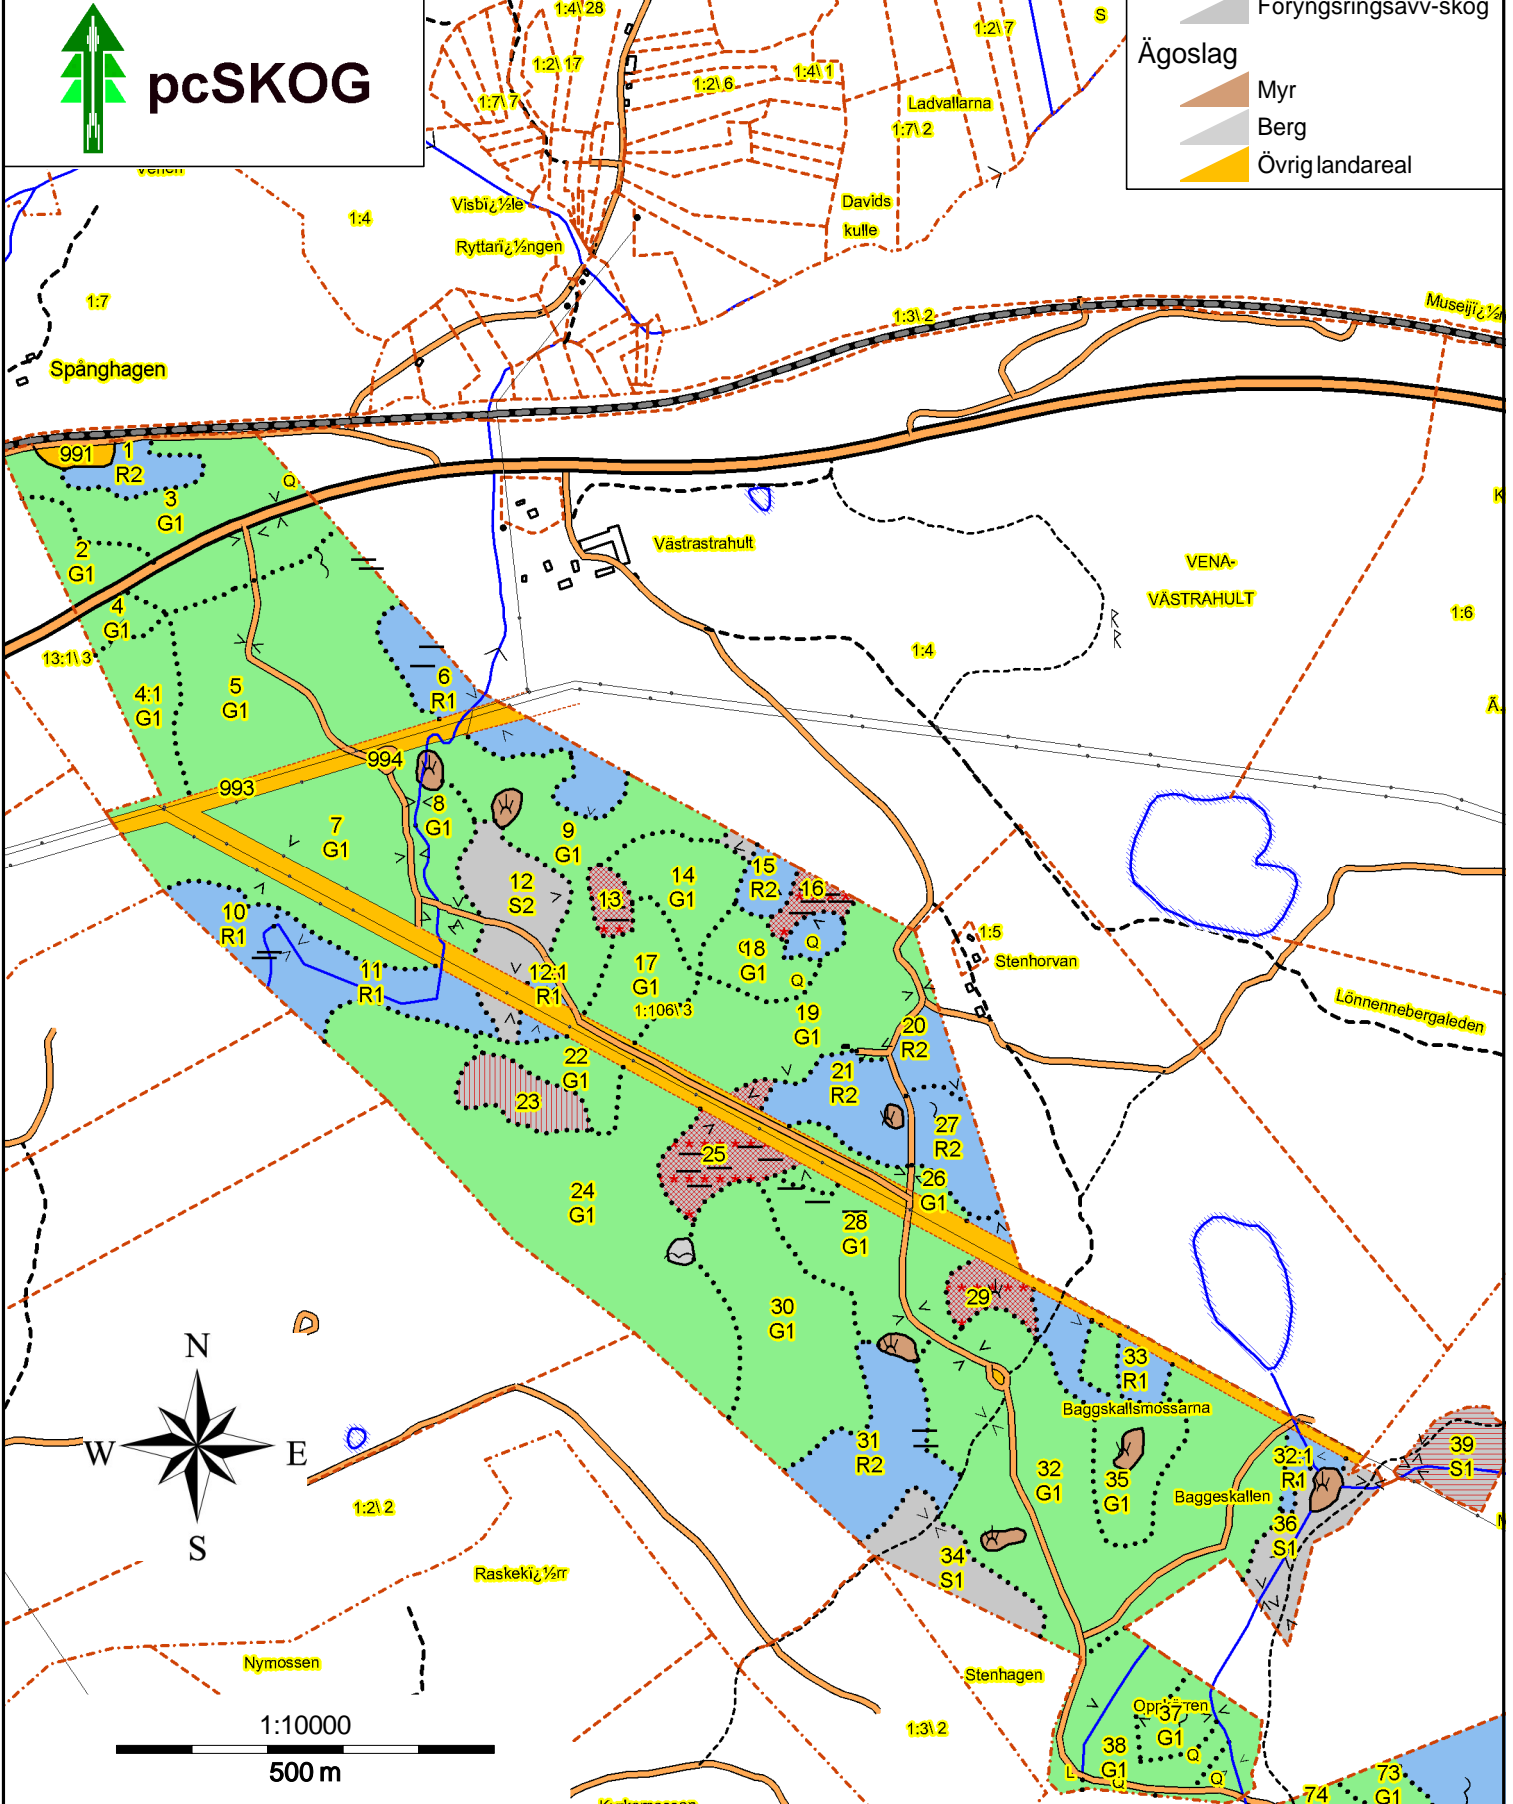 pcSKOG
Föryngsringsavv-skog
Ägoslag
Myr
Berg
Övrig landareal
1:4\ 28
1:2\ 7
S
1:2\ 17
1:2\ 6
1:4\ 1
1:7\ 7
Ladvallarna
1:7\ 2
1:4
Visbï¿½le
Davids
kulle
Ryttarï¿½ngen
1:7
1:3\ 2
Spånghagen
991
1
R2
Q
3
G1
K
2
G1
Västrastrahult
VENA-
VÄSTRAHULT
4
G1
1:6
13:1\ 3
1:4
4:1
G1
5
G1
6
R1
994
993
8
G1
7
G1
9
G1
12
S2
13
14
G1
15
R2
16
10
R1
1:5
Q
18
G1
Stenhorvan
11
R1
12:1
R1
17
G1
Q
Lönnennebergaleden
1:106\ 3
19
G1
20
R2
22
G1
21
R2
23
27
R2
25
26
G1
24
G1
28
G1
29
30
G1
N
W
E
S
33
R1
Baggskallsmossarna
31
R2
32
G1
35
G1
32:1
R1
39
S1
Baggeskallen
1:2\ 2
36
S1
34
S1
Nymossen
Stenhagen
37
G1
1:10000
500 m
1:3\ 2
38
G1
Q
L
Q
Q
73
G1
74